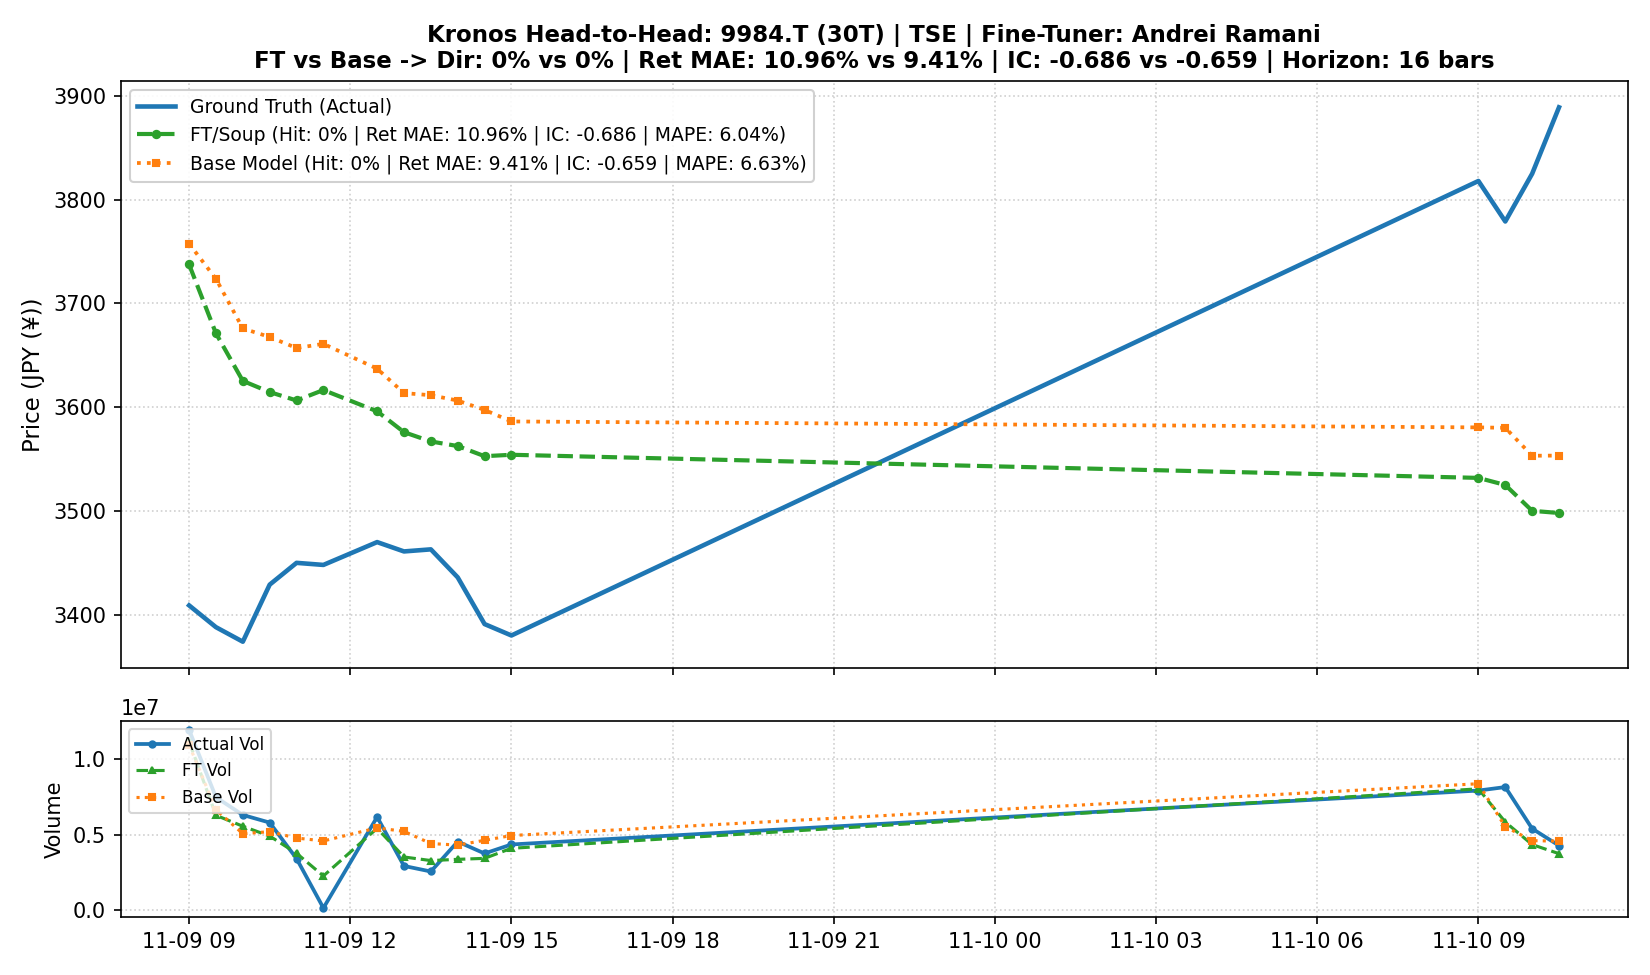 Kronos Head-to-Head: 9984.T (30T) | TSE | Fine-Tuner: Andrei Ramani
FT vs Base -> Dir: 0% vs 0% | Ret MAE: 10.96% vs 9.41% | IC: -0.686 vs -0.659 | Horizon: 16 bars
Ground Truth (Actual)
FT/Soup (Hit: 0% | Ret MAE: 10.96% | IC: -0.686 | MAPE: 6.04%)
Base Model (Hit: 0% | Ret MAE: 9.41% | IC: -0.659 | MAPE: 6.63%)
Price (JPY (¥))
3900
3800
3700
3600
3500
3400
1e7
Actual Vol
FT Vol
Base Vol
Volume
1.0
0.5
0.0
11-09 09
11-09 12
11-09 15
11-09 18
11-09 21
11-10 00
11-10 03
11-10 06
11-10 09